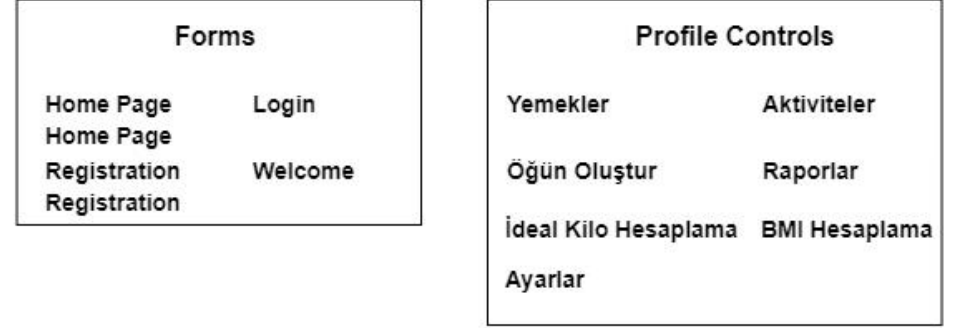 Forms
Home Page Login
Home Page
Registration Welcome
Registration
Profile Controls
Yemekler Aktiviteler
Öğün Oluştur Raporlar
İdeal Kilo Hesaplama BMI Hesaplama
Ayarlar